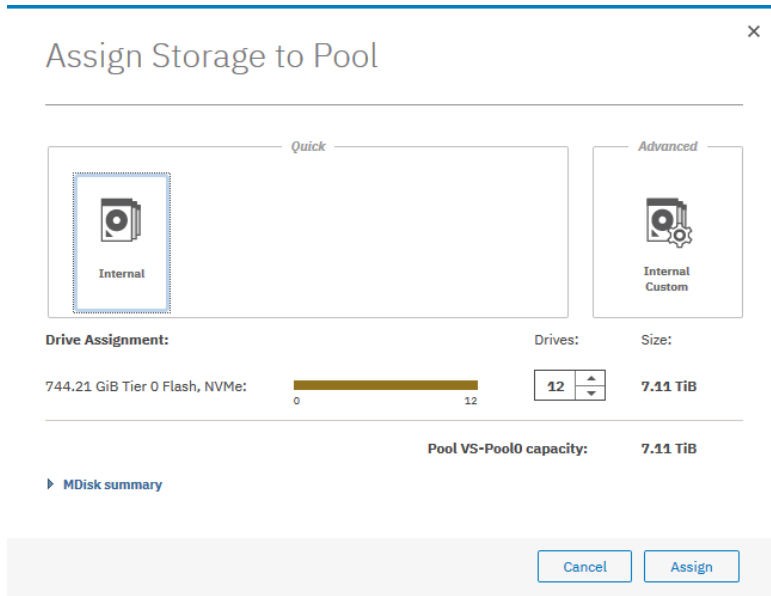 ×
Assign Storage to Pool
Quick
Advanced
Internal
Internal
Custom
Drive Assignment:
Drives:
Size:
744.21 GiB Tier 0 Flash, NVMe:
0
12
12
7.11 TiB
Pool VS-Pool0 capacity:
7.11 TiB
MDisk summary
Cancel
Assign